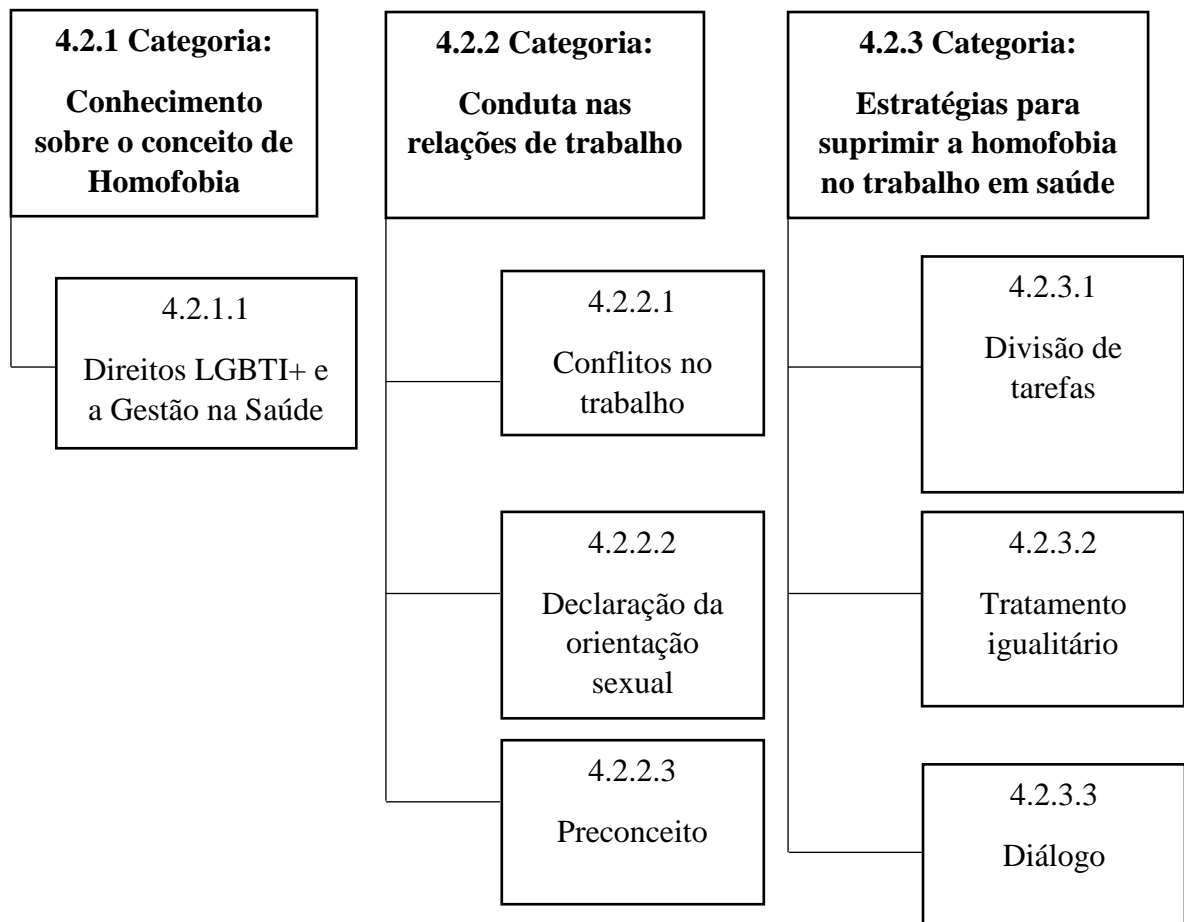 4.2.1 Categoria:
Conhecimento
sobre o conceito de
Homofobia
4.2.1.1
Direitos LGBTI+ e
a Gestão na Saúde
4.2.2 Categoria:
Conduta nas
relações de trabalho
4.2.2.1
Conflitos no
trabalho
4.2.2.2
Declaração da
orientação
sexual
4.2.2.3
Preconceito
4.2.3 Categoria:
Estratégias para
suprimir a homofobia
no trabalho em saúde
4.2.3.1
Divisão de
tarefas
4.2.3.2
Tratamento
igualitário
4.2.3.3
Diálogo